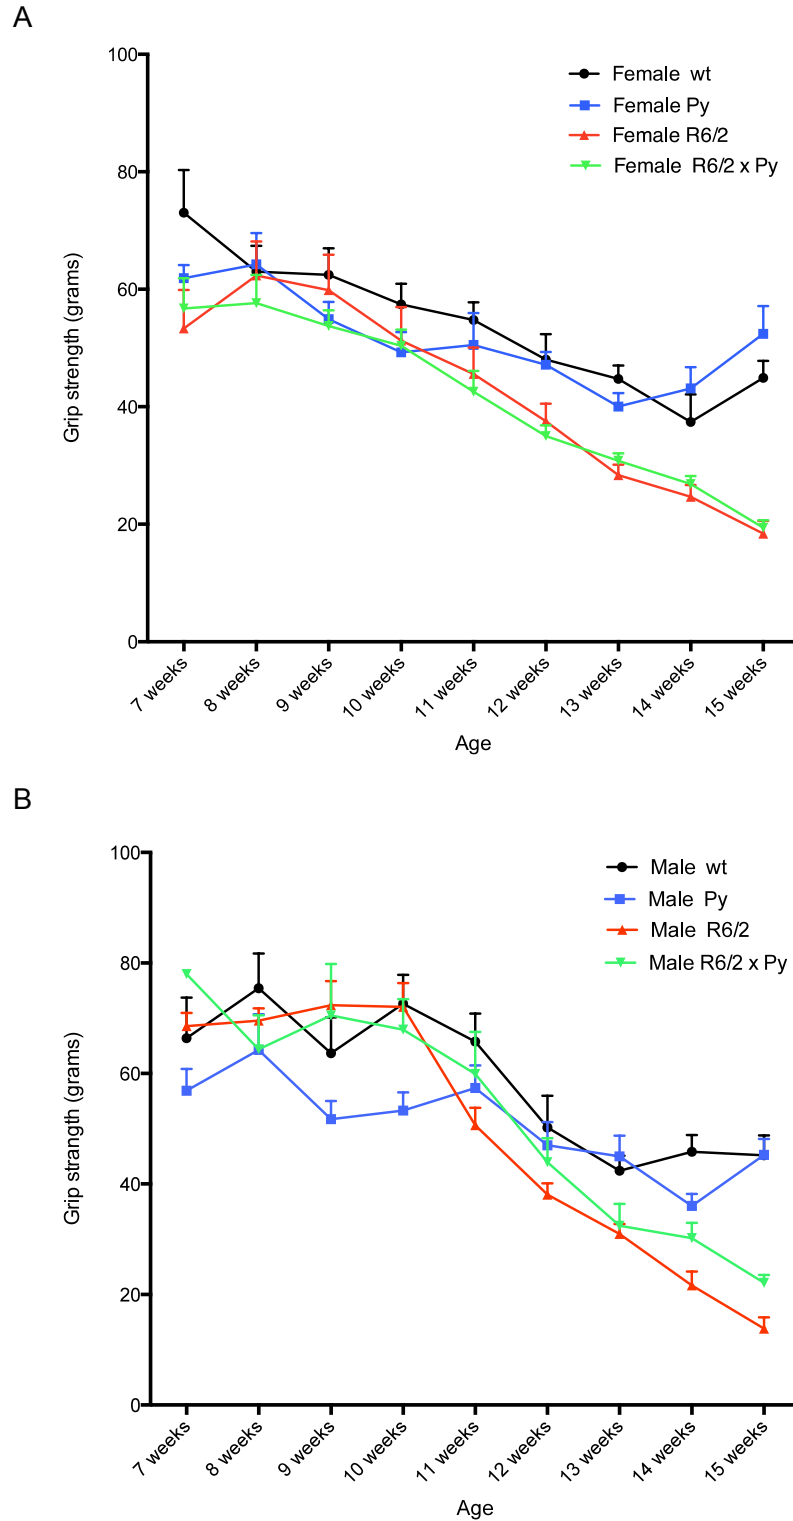 A
100
80
60
40
20
0
Grip strength (grams)
Female wt
Female Py
Female R6/2
Female R6/2 x Py
7 weeks
8 weeks
9 weeks
10 weeks
11 weeks
12 weeks
13 weeks
14 weeks
15 weeks
Age
B
100
80
60
40
20
0
Grip strangth (grams)
Male wt
Male Py
Male R6/2
Male R6/2 x Py
7 weeks
8 weeks
9 weeks
10 weeks
11 weeks
12 weeks
13 weeks
14 weeks
15 weeks
Age